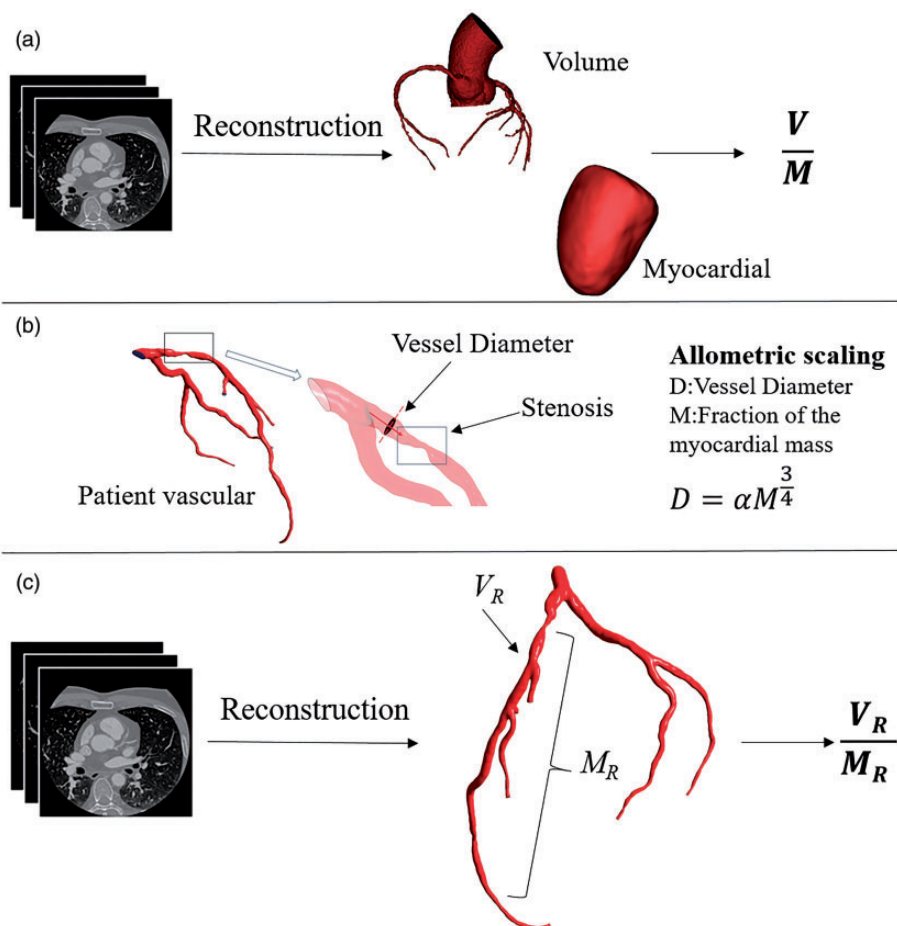 (a)
Volume
Reconstruction
V
M
Myocardial
(b)
Vessel Diameter
Stenosis
Patient vascular
Allometric scaling
D:Vessel Diameter
M:Fraction of the
myocardial mass
D = αM^{3/4}
(c)
V_R
Reconstruction
M_R
V_R
M_R